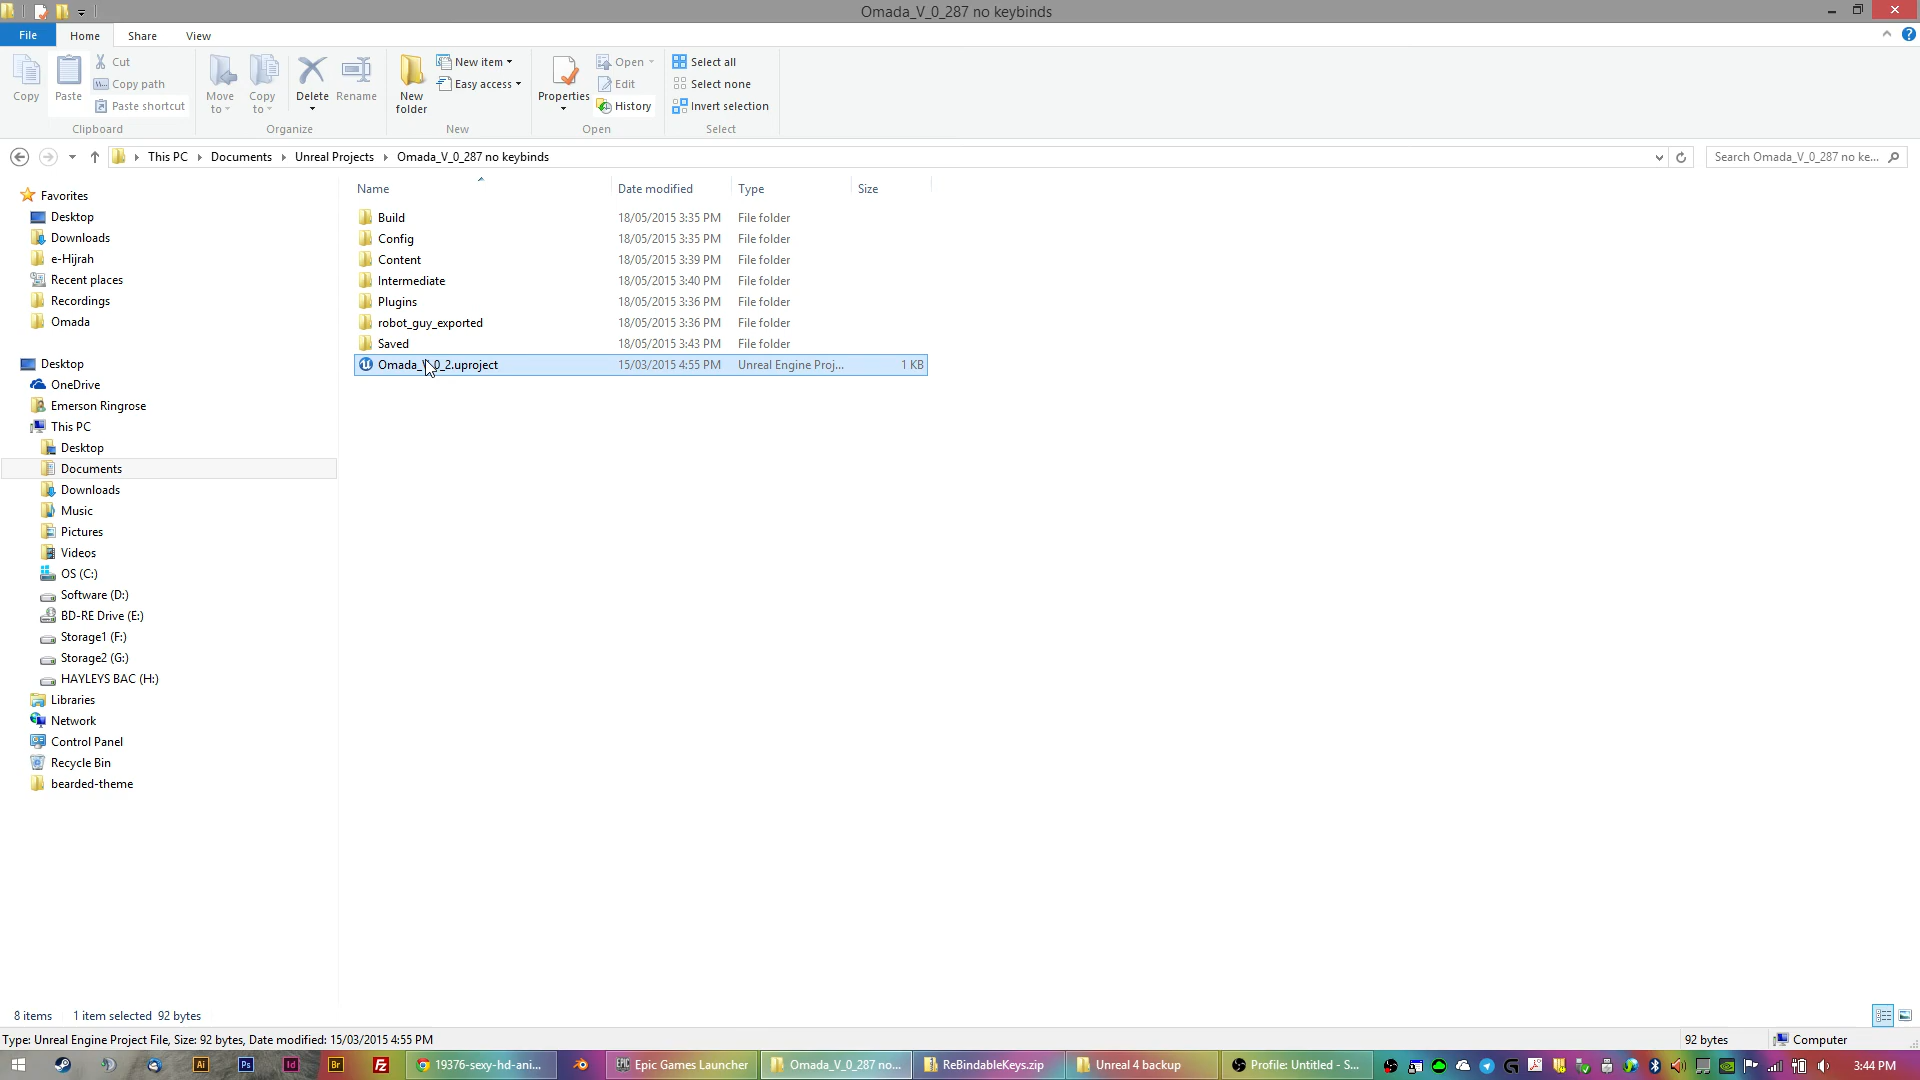 Omada_V_0_287 no keybinds
File
Home
Share
View
Copy
Paste
Cut
Copy path
Paste shortcut
Clipboard
Move to
Copy to
Delete
Rename
Organize
New folder
New item
Easy access
New
Properties
Open
Edit
History
Open
Select all
Select none
Invert selection
Select
This PC
Documents
Unreal Projects
Omada_V_0_287 no keybinds
Search Omada_V_0_287 no ke...
Favorites
Desktop
Downloads
e-Hijrah
Recent places
Recordings
Omada
Desktop
OneDrive
Emerson Ringrose
This PC
Desktop
Documents
Downloads
Music
Pictures
Videos
OS (C:)
Software (D:)
BD-RE Drive (E:)
Storage1 (F:)
Storage2 (G:)
HAYLEYS BAC (H:)
Libraries
Network
Control Panel
Recycle Bin
bearded-theme
Name Date modified Type Size
Build 18/05/2015 3:35 PM File folder
Config 18/05/2015 3:35 PM File folder
Content 18/05/2015 3:39 PM File folder
Intermediate 18/05/2015 3:40 PM File folder
Plugins 18/05/2015 3:36 PM File folder
robot_guy_exported 18/05/2015 3:36 PM File folder
Saved 18/05/2015 3:43 PM File folder
Omada_V_0_2.uproject 15/03/2015 4:55 PM Unreal Engine Proj... 1 KB
8 items 1 item selected 92 bytes
Type: Unreal Engine Project File, Size: 92 bytes, Date modified: 15/03/2015 4:55 PM
92 bytes
Computer
Ai
Ps
Id
Br
Fz
19376-sexy-hd-ani...
Epic Games Launcher
Omada_V_0_287 no...
ReBindableKeys.zip
Unreal 4 backup
Profile: Untitled - S...
3:44 PM